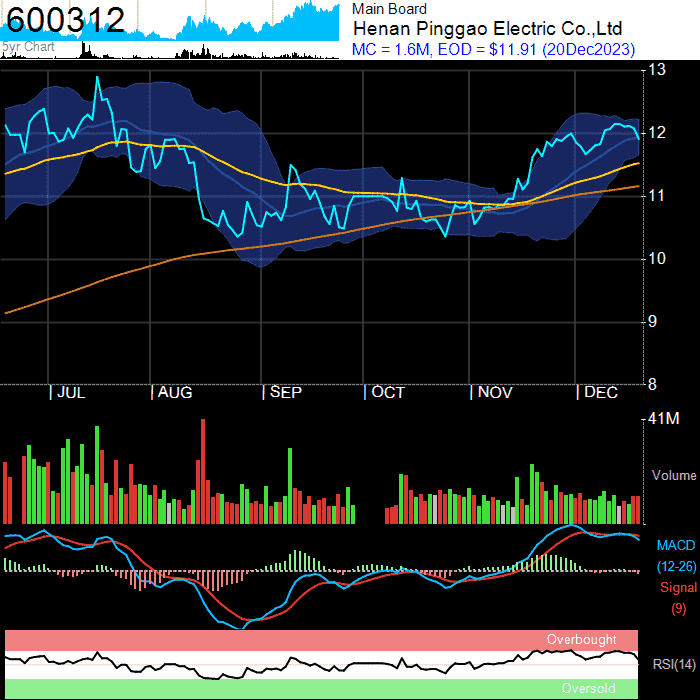 600312
5yr Chart
Main Board
Henan Pinggao Electric Co.,Ltd
MC = 1.6M, EOD = $11.91 (20Dec2023)
13
12
11
10
9
8
| JUL | AUG | SEP | OCT | NOV | DEC
41M
Volume
MACD
(12-26)
Signal
(9)
Overbought
RSI(14)
Oversold